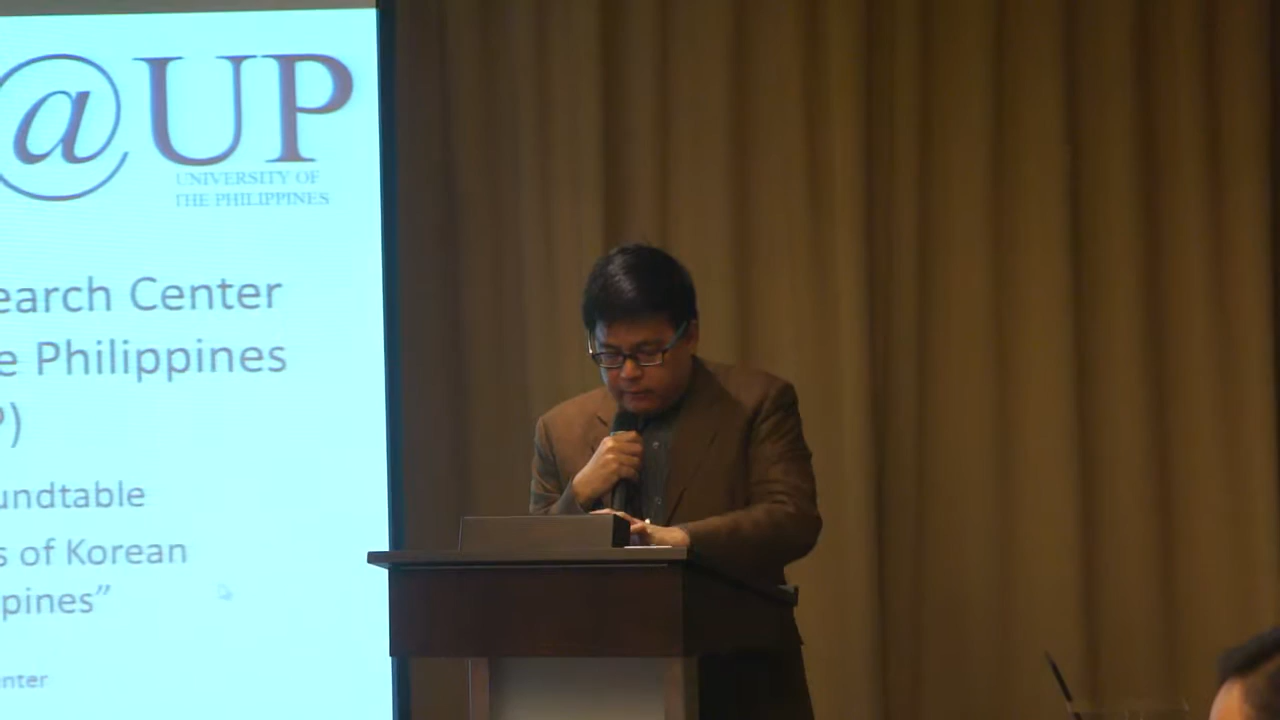 @UP
UNIVERSITY OF
THE PHILIPPINES
earch Center
e Philippines
P)
undtable
s of Korean
pines”
enter